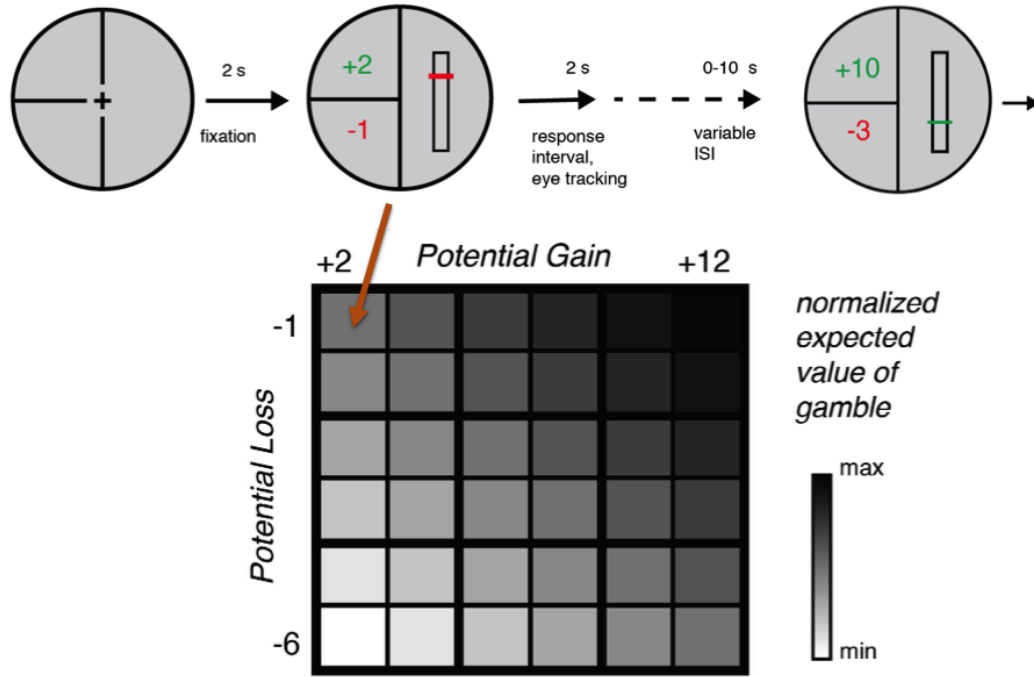 2 s
fixation
+2
-1
2 s
response
interval,
eye tracking
0-10 s
variable
ISI
+10
-3
+2
Potential Gain
+12
-1
Potential Loss
-6
normalized
expected
value of
gamble
max
min